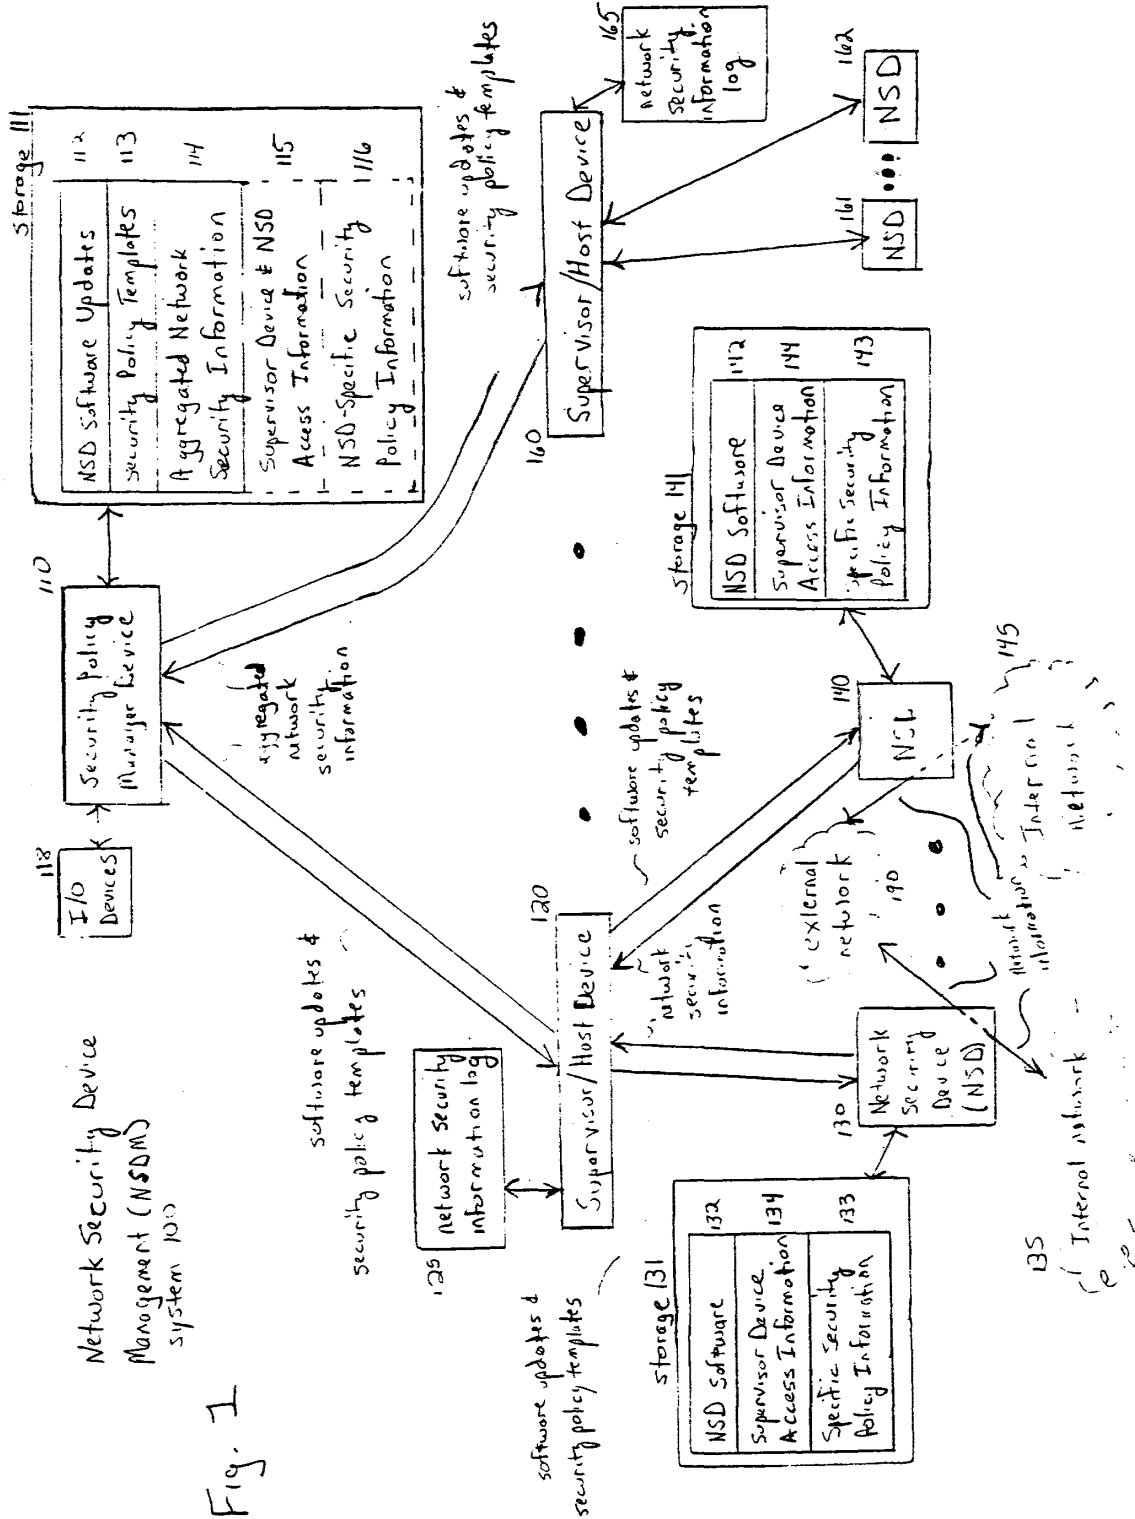 Fig. 1
Network Security Device
Management (NSDM)
system 100
118
I/O
Devices
110
Security Policy
Manager Device
Storage 111
NSD Software Updates
112
Security Policy Templates
113
Aggregated Network
Security Information
114
Supervisor Device & NSD
Access Information
115
NSD-Specific Security
Policy Information
116
software updates &
security policy templates
aggregated
network
security
information
software updates &
security policy templates
125
network security
information log
Supervisor/Host Device
120
160
Supervisor/Host Device
165
network
security
information
log
software updates &
security policy templates
network
security
information
software updates &
security policy
templates
storage 131
NSD Software
132
Supervisor Device
Access Information
134
Specific Security
Policy Information
133
130
Network
Security
Device
(NSD)
external
network
190
140
Storage 141
NSD Software
142
Supervisor Device
Access Information
144
Specific Security
Policy Information
143
161
NSD
162
NSD
135
Internal network
Network
information
Internal
network
145